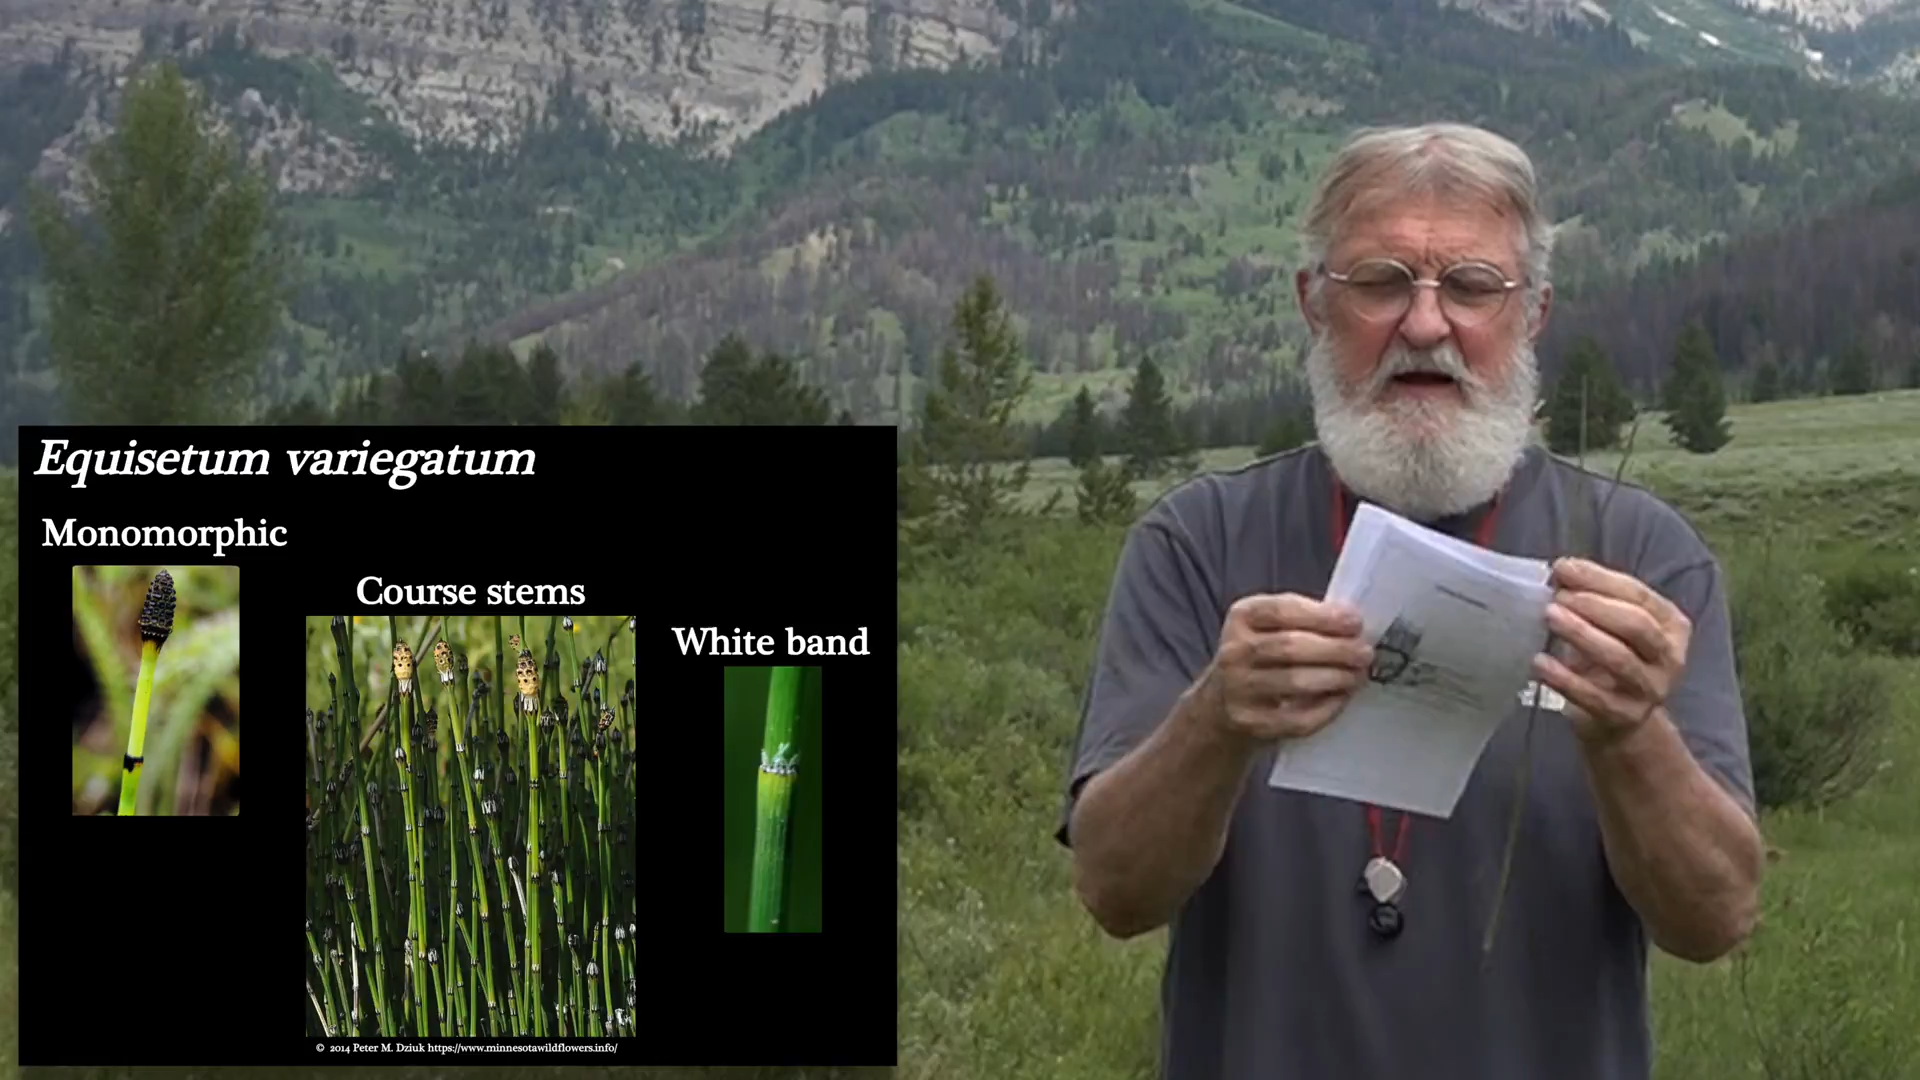 Equisetum variegatum
Monomorphic
Course stems
White band
© 2014 Peter M. Dziuk https://www.minnesotawildflowers.info/